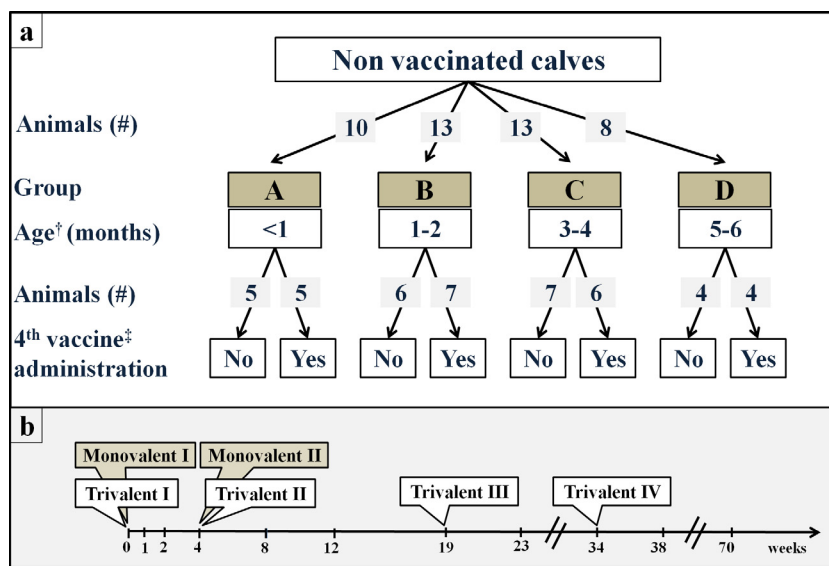 a
Non vaccinated calves
Animals (#) 10 13 13 8
Group A B C D
Age† (months) <1 1-2 3-4 5-6
Animals (#) 5 5 6 7 7 6 4 4
4th vaccine‡
administration No Yes No Yes No Yes No Yes
b
Monovalent I Monovalent II
Trivalent I Trivalent II Trivalent III Trivalent IV
0 1 2 4 8 12 19 23 34 38 70 weeks